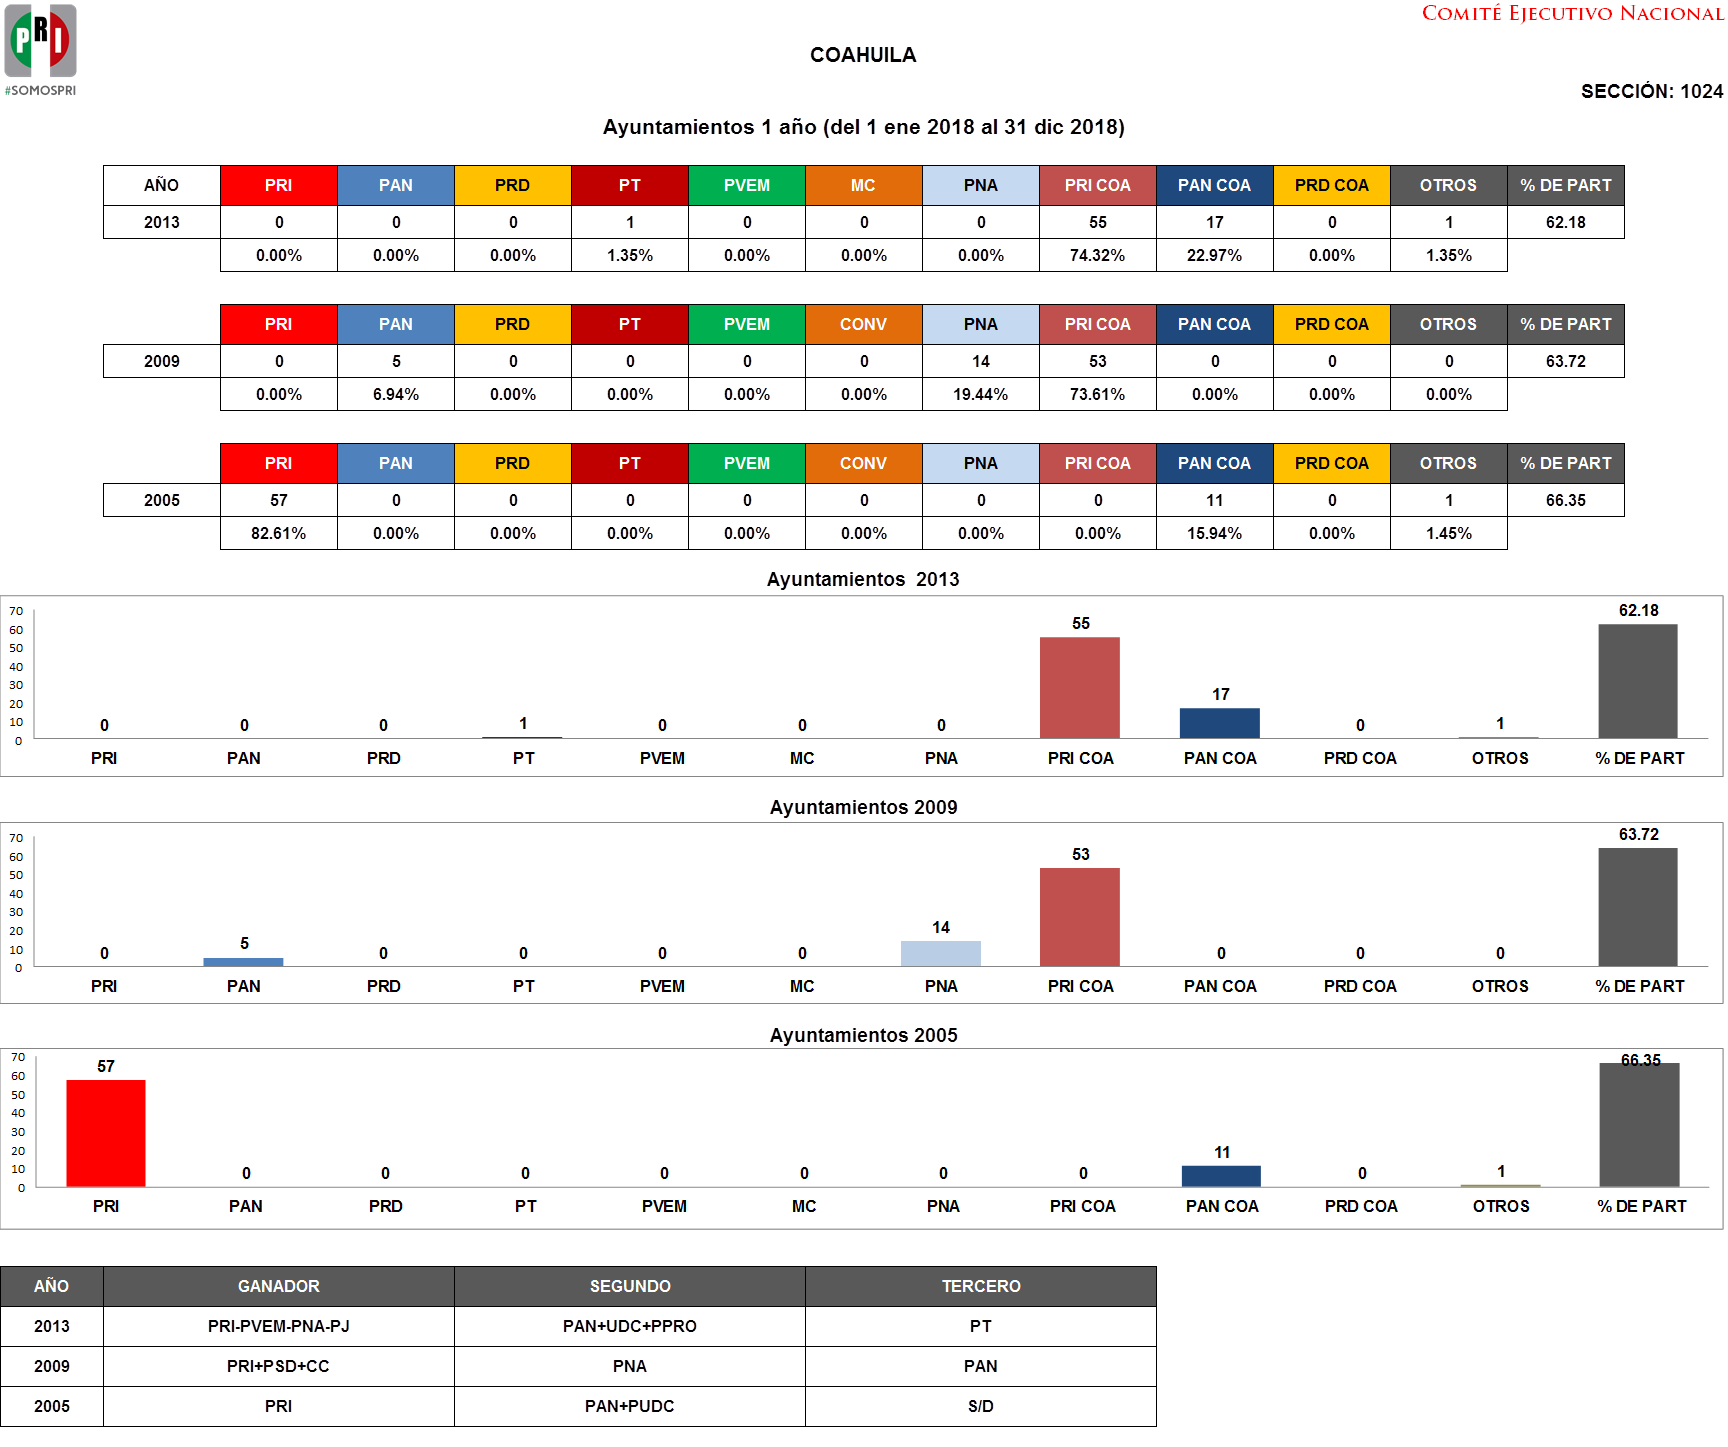 COMITÉ EJECUTIVO NACIONAL
PRI
#SOMOSPRI
COAHUILA
SECCIÓN: 1024
Ayuntamientos 1 año (del 1 ene 2018 al 31 dic 2018)
AÑO PRI PAN PRD PT PVEM MC PNA PRI COA PAN COA PRD COA OTROS % DE PART
2013 0 0 0 1 0 0 0 55 17 0 1 62.18
0.00% 0.00% 0.00% 1.35% 0.00% 0.00% 0.00% 74.32% 22.97% 0.00% 1.35%
PRI PAN PRD PT PVEM CONV PNA PRI COA PAN COA PRD COA OTROS % DE PART
2009 0 5 0 0 0 0 14 53 0 0 0 63.72
0.00% 6.94% 0.00% 0.00% 0.00% 0.00% 19.44% 73.61% 0.00% 0.00% 0.00%
PRI PAN PRD PT PVEM CONV PNA PRI COA PAN COA PRD COA OTROS % DE PART
2005 57 0 0 0 0 0 0 0 11 0 1 66.35
82.61% 0.00% 0.00% 0.00% 0.00% 0.00% 0.00% 0.00% 15.94% 0.00% 1.45%
Ayuntamientos 2013
70
60
50
40
30
20
10
0
0 0 0 1 0 0 0 55 17 0 1 62.18
PRI PAN PRD PT PVEM MC PNA PRI COA PAN COA PRD COA OTROS % DE PART
Ayuntamientos 2009
70
60
50
40
30
20
10
0
0 5 0 0 0 0 14 53 0 0 0 63.72
PRI PAN PRD PT PVEM MC PNA PRI COA PAN COA PRD COA OTROS % DE PART
Ayuntamientos 2005
70
60
50
40
30
20
10
0
57 0 0 0 0 0 0 0 11 0 1 66.35
PRI PAN PRD PT PVEM MC PNA PRI COA PAN COA PRD COA OTROS % DE PART
AÑO GANADOR SEGUNDO TERCERO
2013 PRI-PVEM-PNA-PJ PAN+UDC+PPRO PT
2009 PRI+PSD+CC PNA PAN
2005 PRI PAN+PUDC S/D